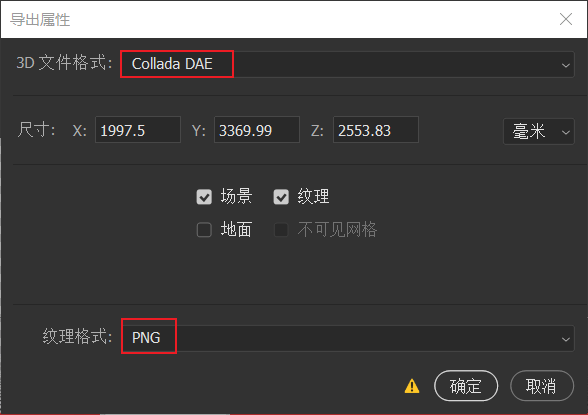 导出属性
3D 文件格式: Collada DAE
尺寸: X: 1997.5 Y: 3369.99 Z: 2553.83 毫米
场景 纹理
地面 不可见网格
纹理格式: PNG
确定 取消